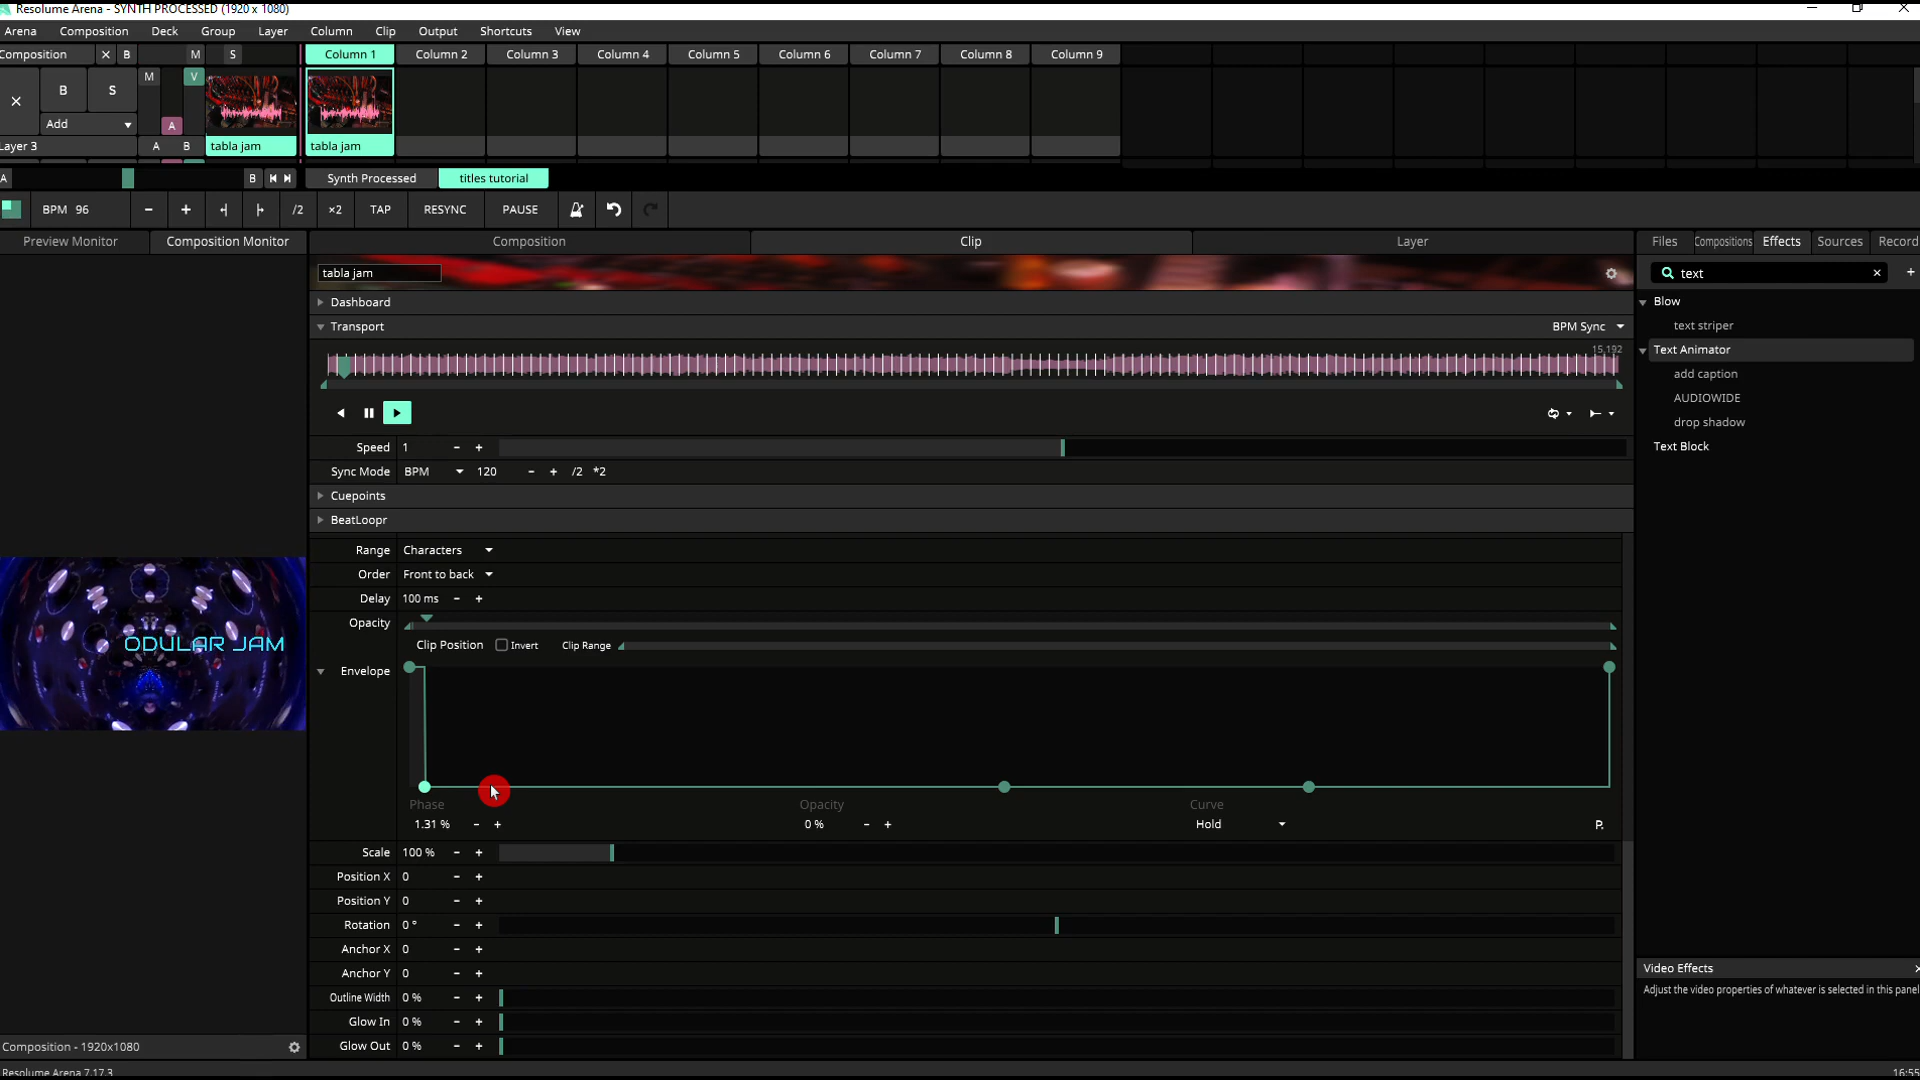 Resolume Arena - SYNTH PROCESSED (1920 x 1080)
Arena Composition Deck Group Layer Column Clip Output Shortcuts View
Composition B M S Column 1 Column 2 Column 3 Column 4 Column 5 Column 6 Column 7 Column 8 Column 9
B S M V
Add A
Layer 3 A B tabla jam tabla jam
A B Synth Processed titles tutorial
BPM 96 - + /2 ×2 TAP RESYNC PAUSE
Preview Monitor Composition Monitor Composition Clip Layer Files Compositions Effects Sources Record
tabla jam text
Dashboard Blow
Transport BPM Sync text striper
15.192 Text Animator
add caption
AUDIOWIDE
drop shadow
Speed 1 - + Text Block
Sync Mode BPM 120 - + /2 *2
Cuepoints
BeatLoopr
Range Characters
Order Front to back
Delay 100 ms - +
Opacity
Clip Position Invert Clip Range
ODULAR JAM
Envelope
Phase Opacity Curve
1.31 % - + 0 % - + Hold P.
Scale 100 % - +
Position X 0 - +
Position Y 0 - +
Rotation 0 ° - +
Anchor X 0 - +
Anchor Y 0 - +
Video Effects
Adjust the video properties of whatever is selected in this panel
Outline Width 0 % - +
Glow In 0 % - +
Glow Out 0 % - +
Composition - 1920x1080
Resolume Arena 7.17.3 16:55